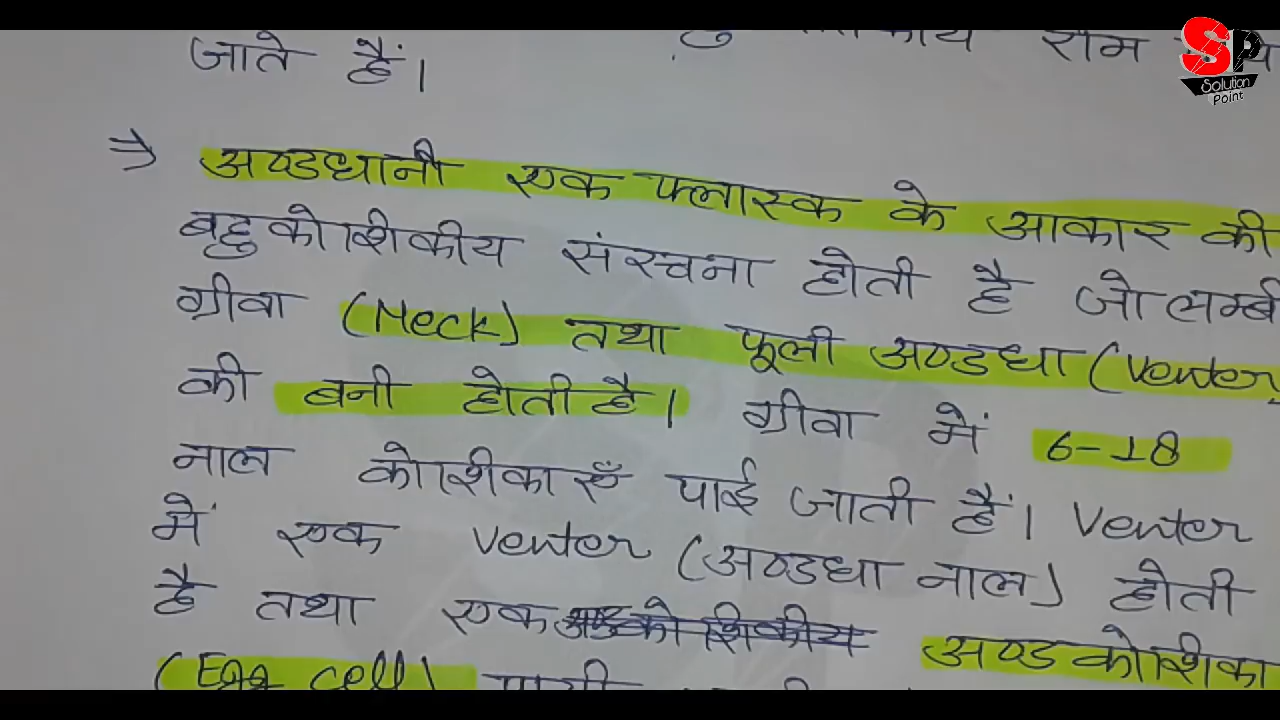 रोम
जाते हैं।
SP
Solution
Point
⇒ अण्डधानी एक फ्लास्क के आकार की
बहुकोशिकीय संरचना होती है जो लम्ब
ग्रीवा (Neck) तथा फूली अण्डधा (Venter
की बनी होती है। ग्रीवा में 6-18
नाल कोशिकाएँ पाई जाती हैं। Venter
में एक Venter (अण्डधा नाल) होती
है तथा एक अण्डकोशिका
(Egg cell)